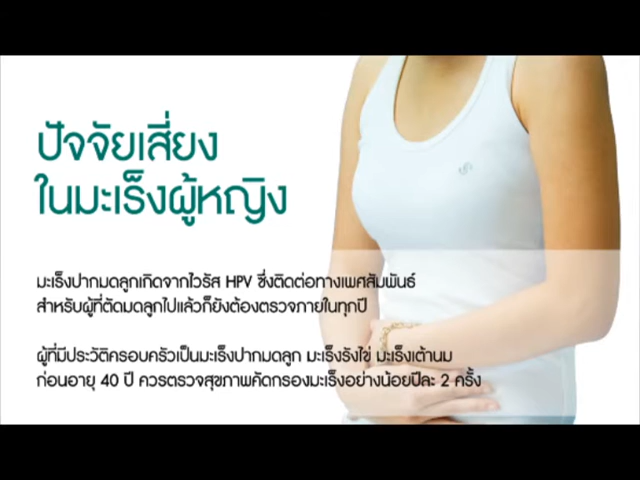 ปัจจัยเสี่ยง
ในมะเร็งผู้หญิง
มะเร็งปากมดลูกเกิดจากไวรัส HPV ซึ่งติดต่อทางเพศสัมพันธ์
สำหรับผู้ที่ตัดมดลูกไปแล้วก็ยังต้องตรวจภายในทุกปี
ผู้ที่มีประวัติครอบครัวเป็นมะเร็งปากมดลูก มะเร็งรังไข่ มะเร็งเต้านม
ก่อนอายุ 40 ปี ควรตรวจสุขภาพคัดกรองมะเร็งอย่างน้อยปีละ 2 ครั้ง